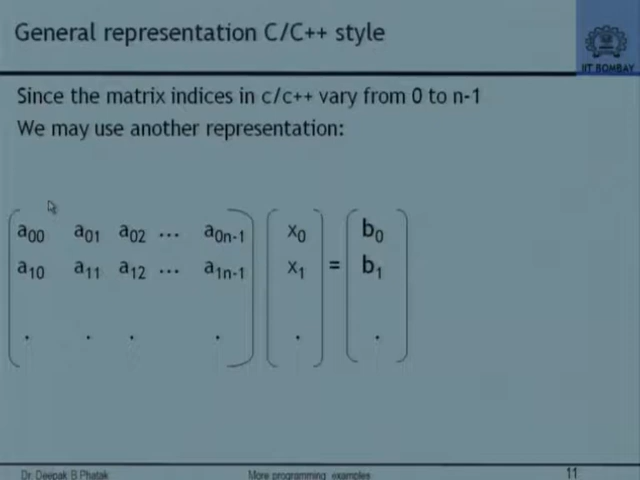 General representation C/C++ style
IIT BOMBAY
Since the matrix indices in c/c++ vary from 0 to n-1
We may use another representation:
a00 a01 a02 ... a0n-1 x0 b0
a10 a11 a12 ... a1n-1 x1 = b1
. . . . . .
Dr. Deepak B Phatak More programming examples 11